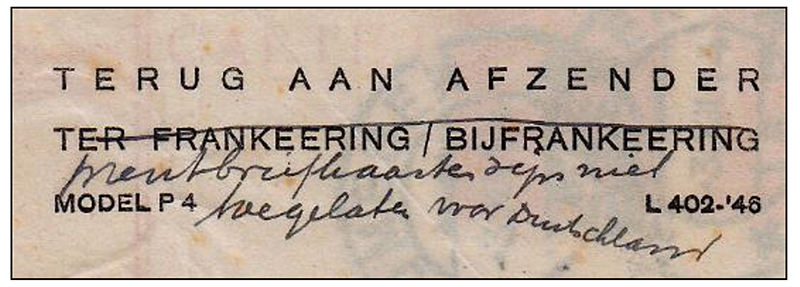 TERUG AAN AFZENDER
TER FRANKEERING / BIJFRANKEERING
prentbriefkaarten zijn niet
MODEL P 4
L 402-'46
toegelaten voor Duitschland